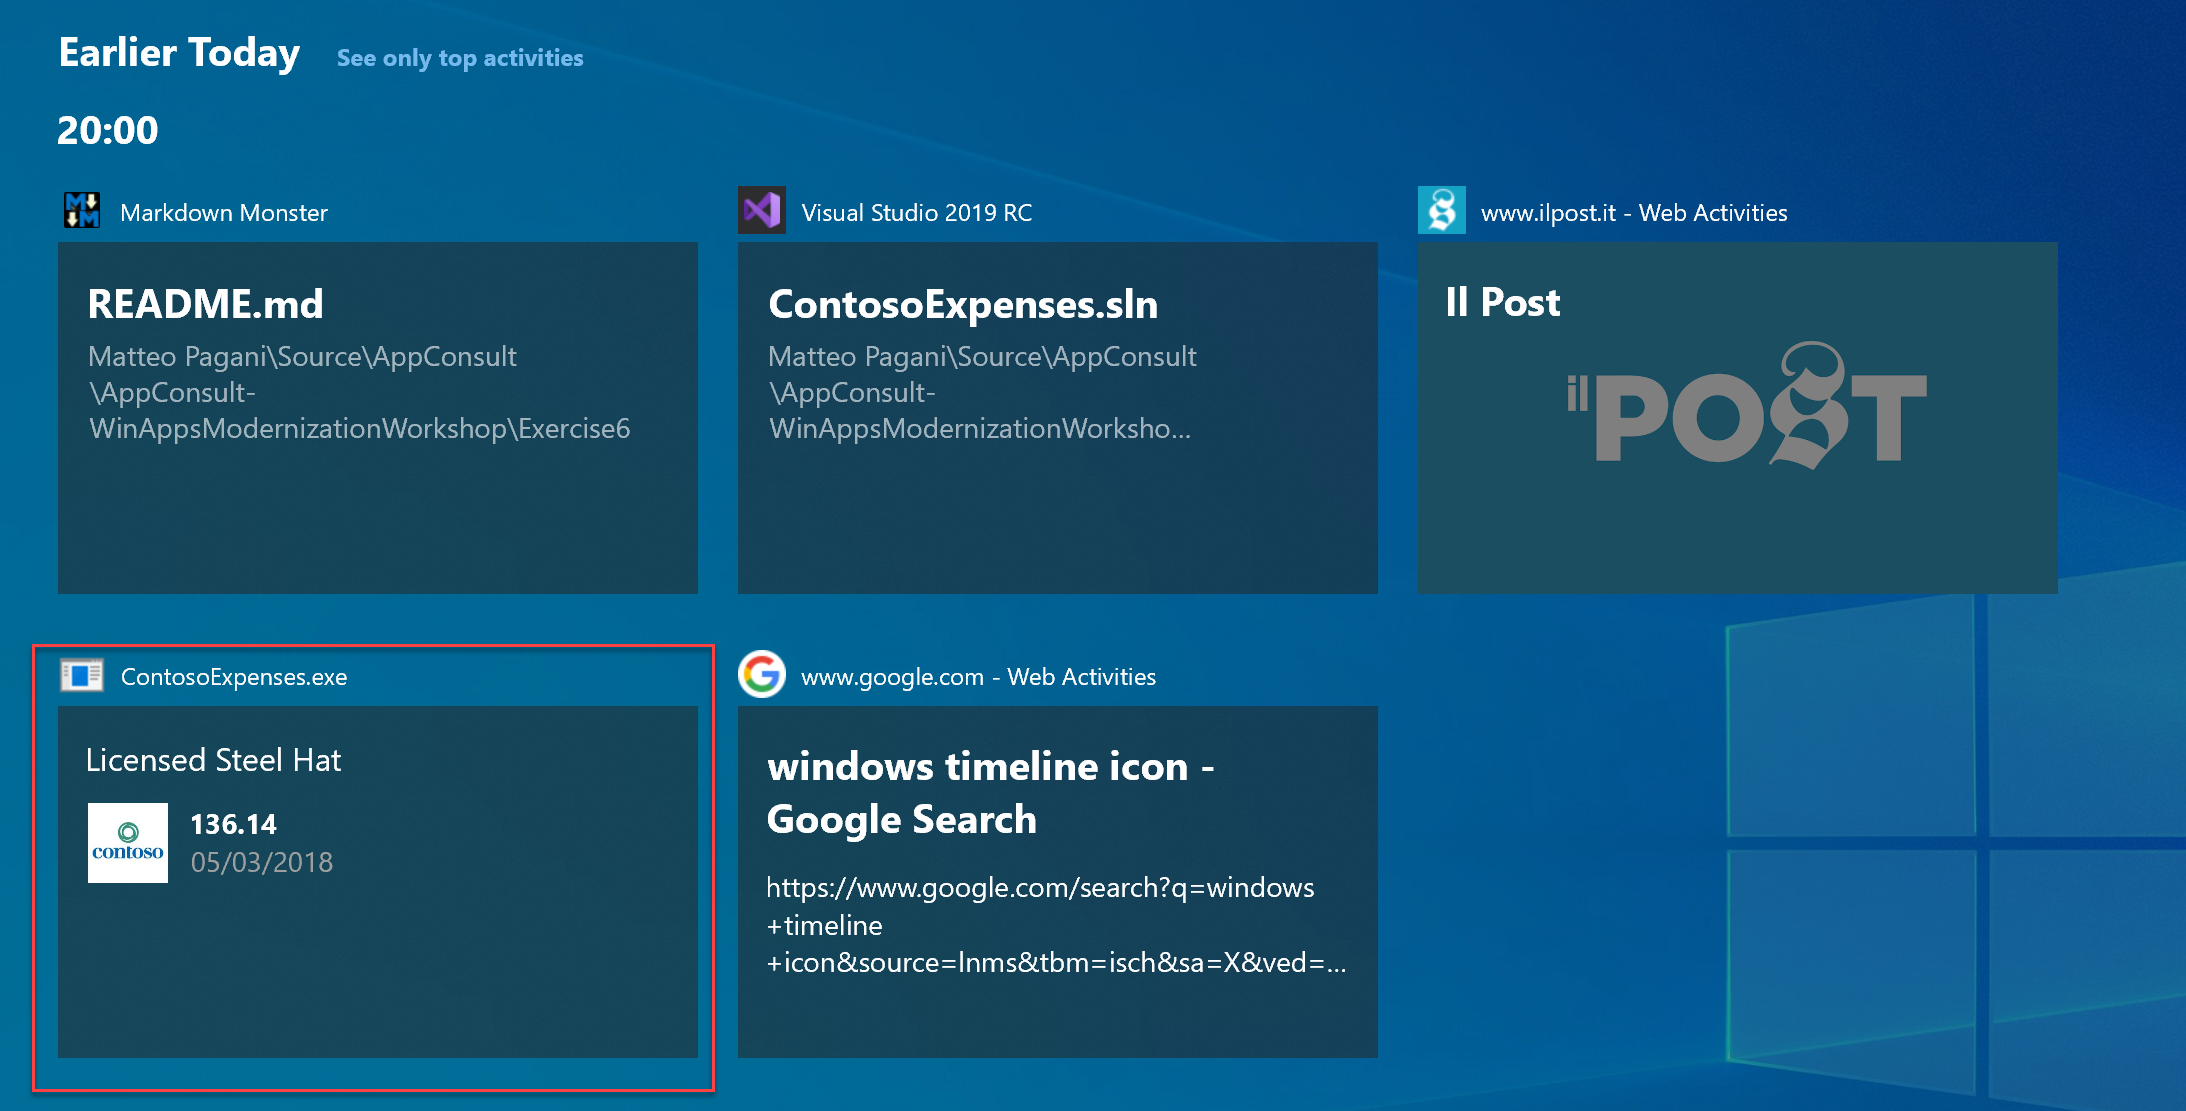 Earlier Today See only top activities
20:00
Markdown Monster
README.md
Matteo Pagani\Source\AppConsult
\AppConsult-
WinAppsModernizationWorkshop\Exercise6
Visual Studio 2019 RC
ContosoExpenses.sln
Matteo Pagani\Source\AppConsult
\AppConsult-
WinAppsModernizationWorksho...
www.ilpost.it - Web Activities
Il Post
il POST
ContosoExpenses.exe
Licensed Steel Hat
contoso
136.14
05/03/2018
www.google.com - Web Activities
windows timeline icon -
Google Search
https://www.google.com/search?q=windows
+timeline
+icon&source=lnms&tbm=isch&sa=X&ved=...